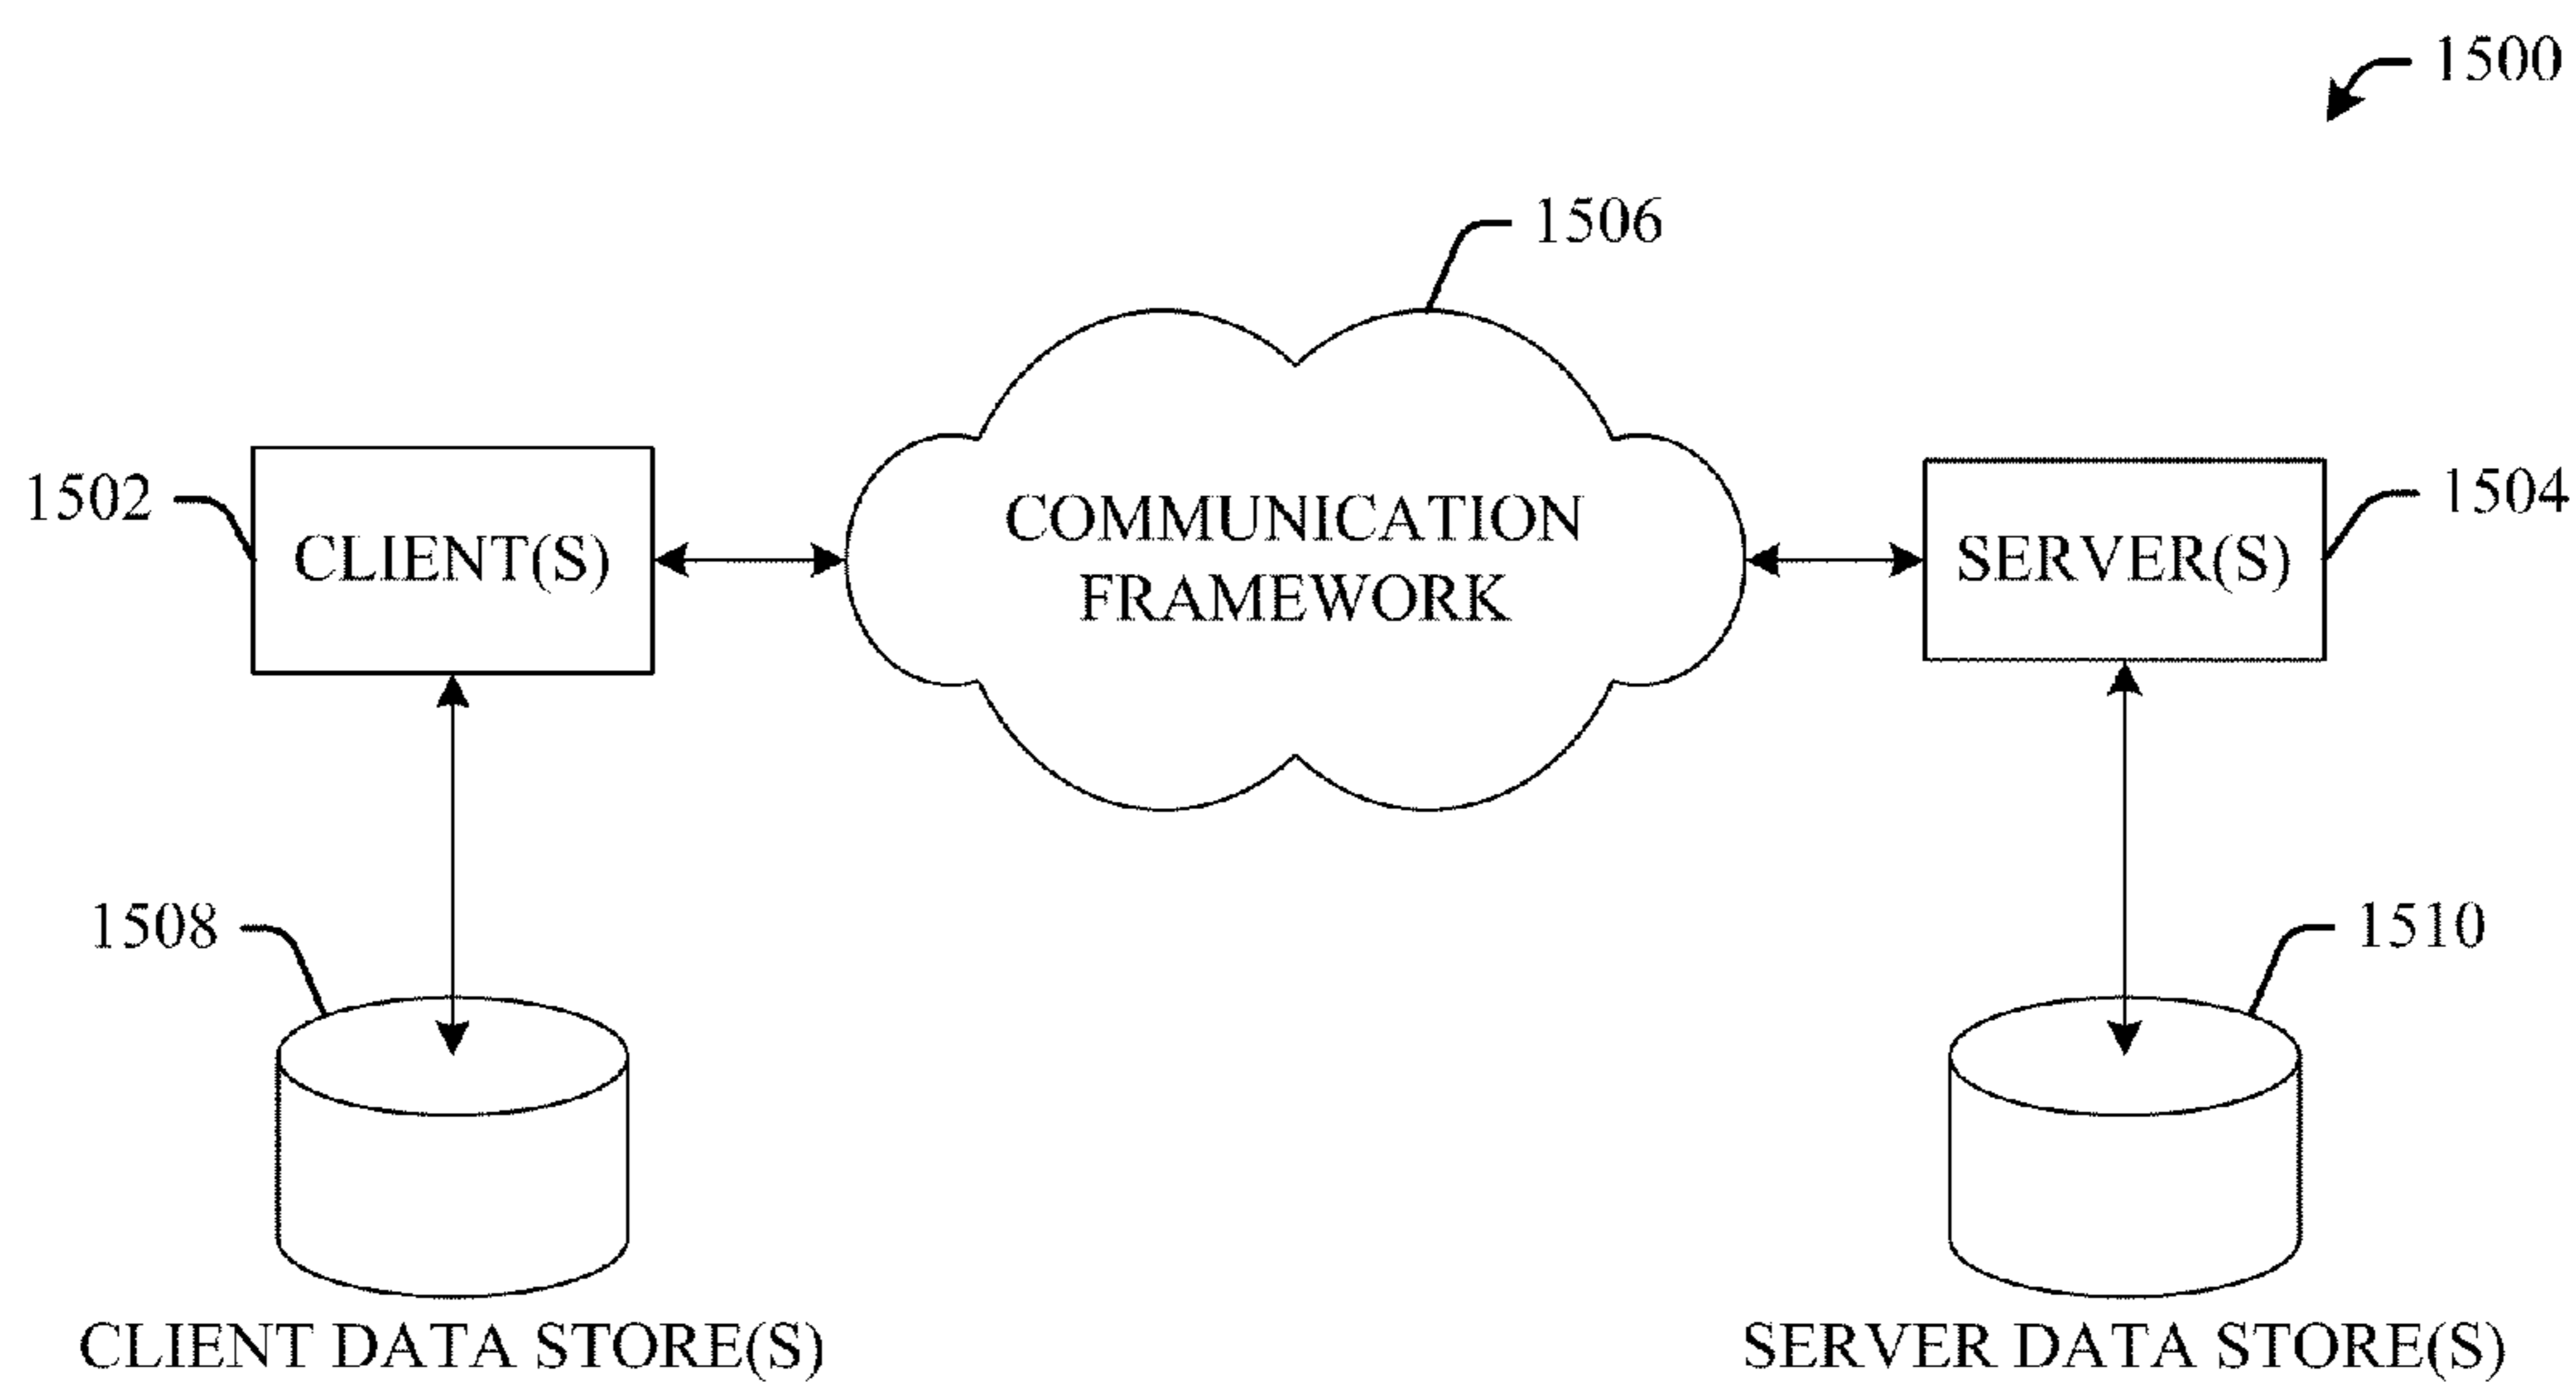 1500
1506
1502
CLIENT(S)
COMMUNICATION
FRAMEWORK
SERVER(S)
1504
1508
1510
CLIENT DATA STORE(S)
SERVER DATA STORE(S)